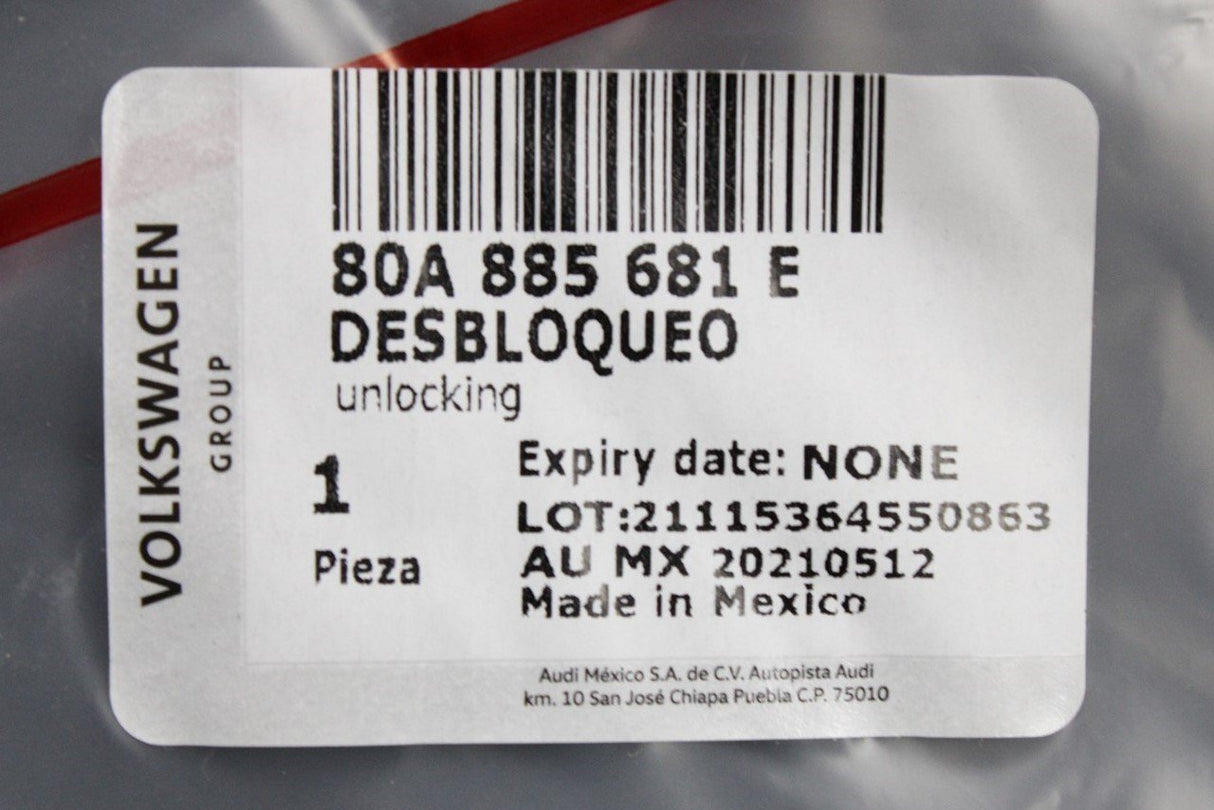 VOLKSWAGEN
GROUP
80A 885 681 E
DESBLOQUEO
unlocking
1
Pieza
Expiry date: NONE
LOT:211115364550863
AU MX 20210512
Made in Mexico
Audi México S.A. de C.V. Autopista Audi
km. 10 San José Chiapa Puebla C.P. 75010